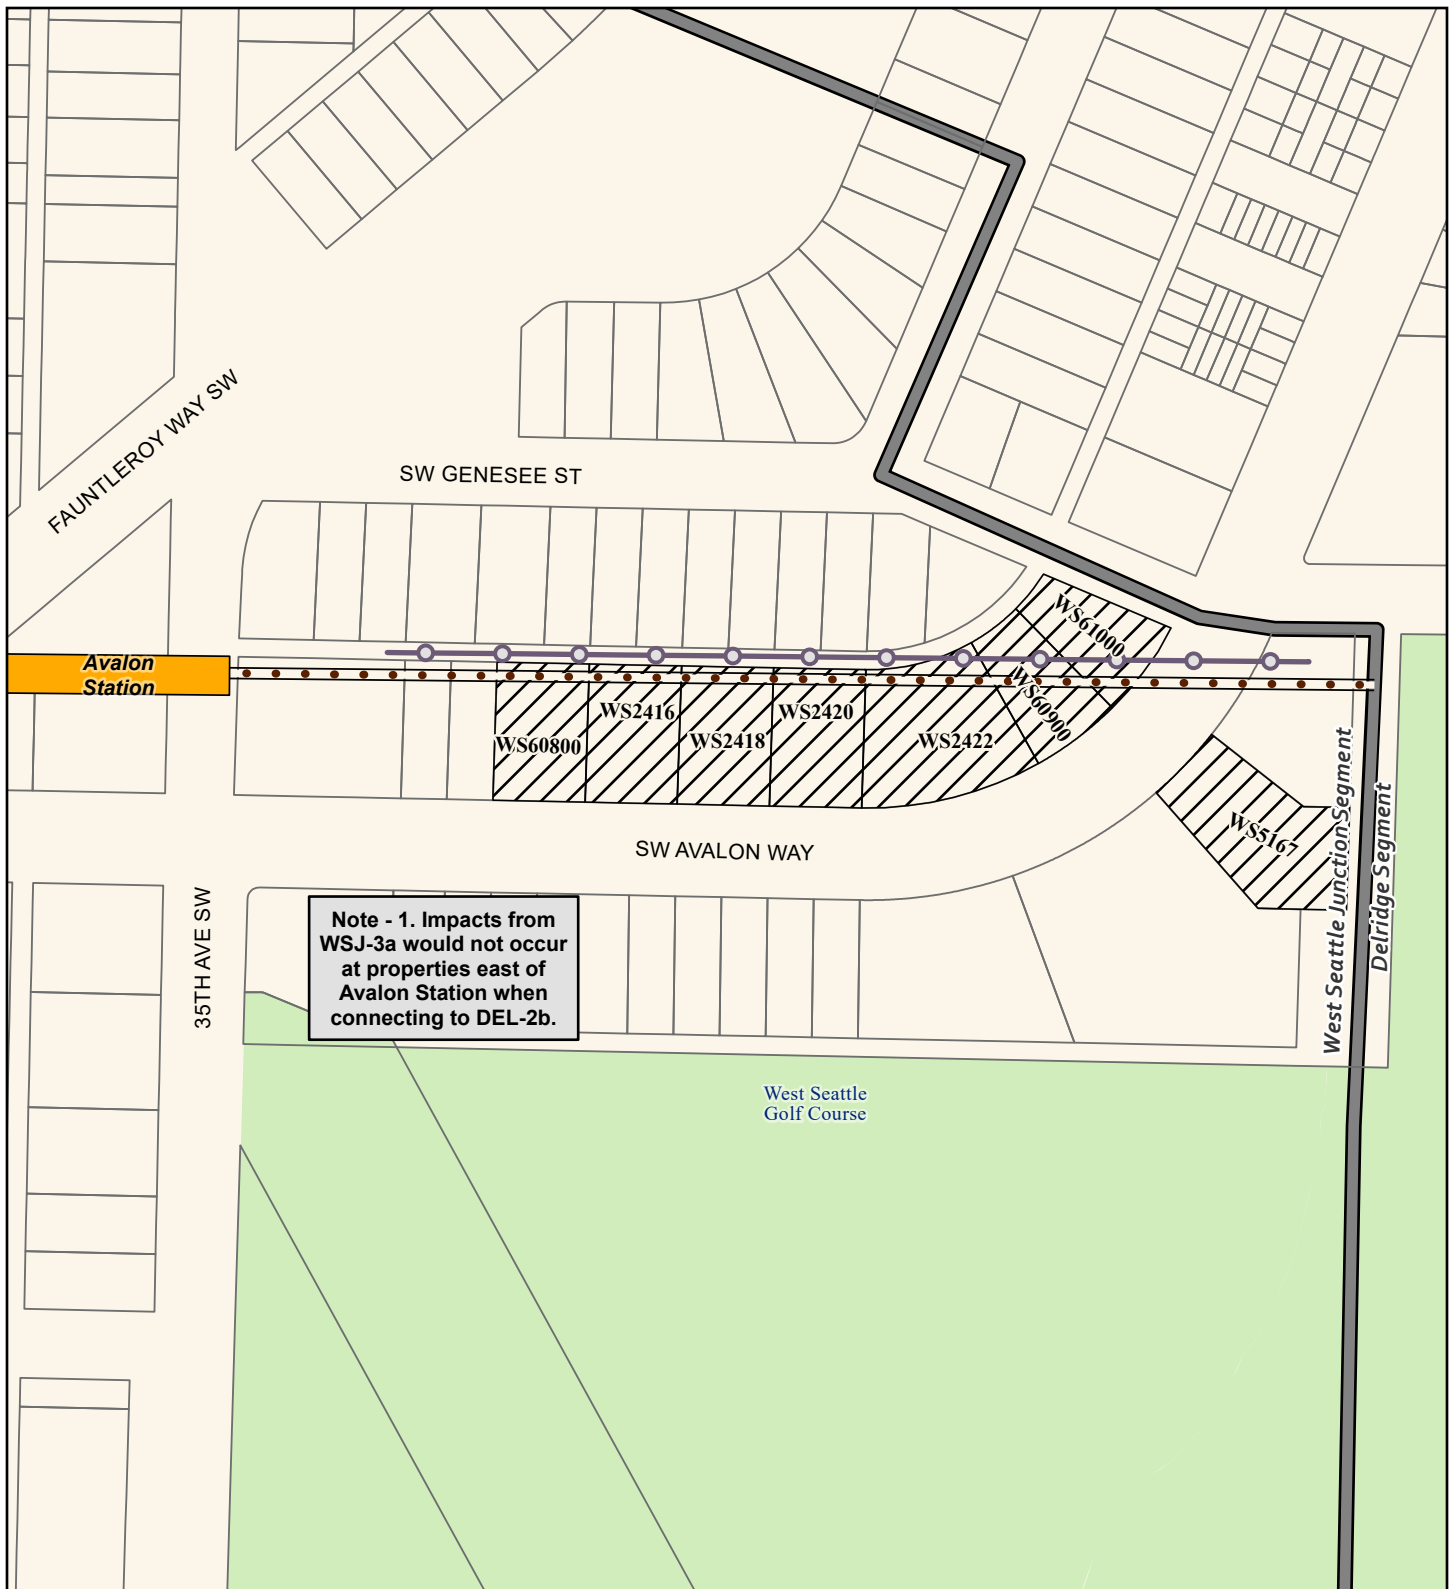 FAUNTLEROY WAY SW
SW GENESEE ST
Avalon
Station
WS61000
WS60900
WS2416
WS2420
WS60800
WS2418
WS2422
SW AVALON WAY
WS5167
West Seattle Junction Segment
Delridge Segment
35TH AVE SW
Note - 1. Impacts from
WSJ-3a would not occur
at properties east of
Avalon Station when
connecting to DEL-2b.
West Seattle
Golf Course